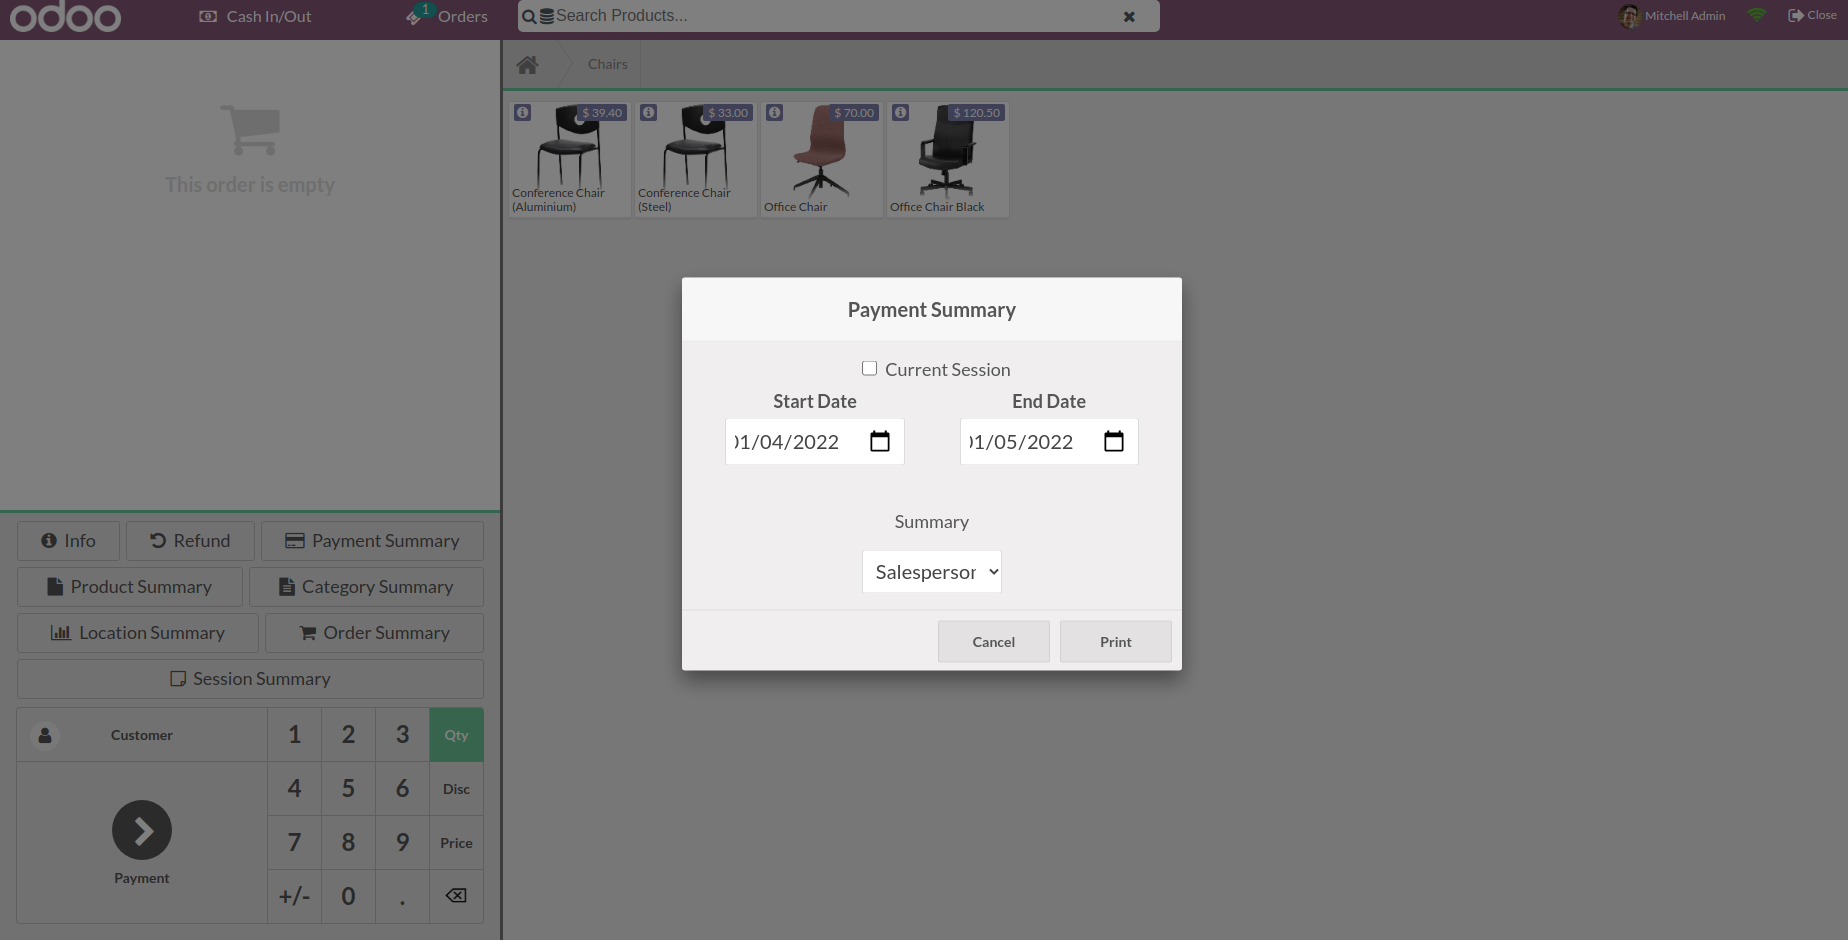 odoo
Cash In/Out
1
Orders
Search Products...
Mitchell Admin
Close
Chairs
This order is empty
$ 39.40
Conference Chair
(Aluminium)
$ 33.00
Conference Chair
(Steel)
$ 70.00
Office Chair
$ 120.50
Office Chair Black
Payment Summary
Current Session
Start Date
End Date
01/04/2022
01/05/2022
Summary
Salesperson
Cancel
Print
Info
Refund
Payment Summary
Product Summary
Category Summary
Location Summary
Order Summary
Session Summary
Customer
1 2 3 Qty
4 5 6 Disc
7 8 9 Price
+/- 0 .
Payment